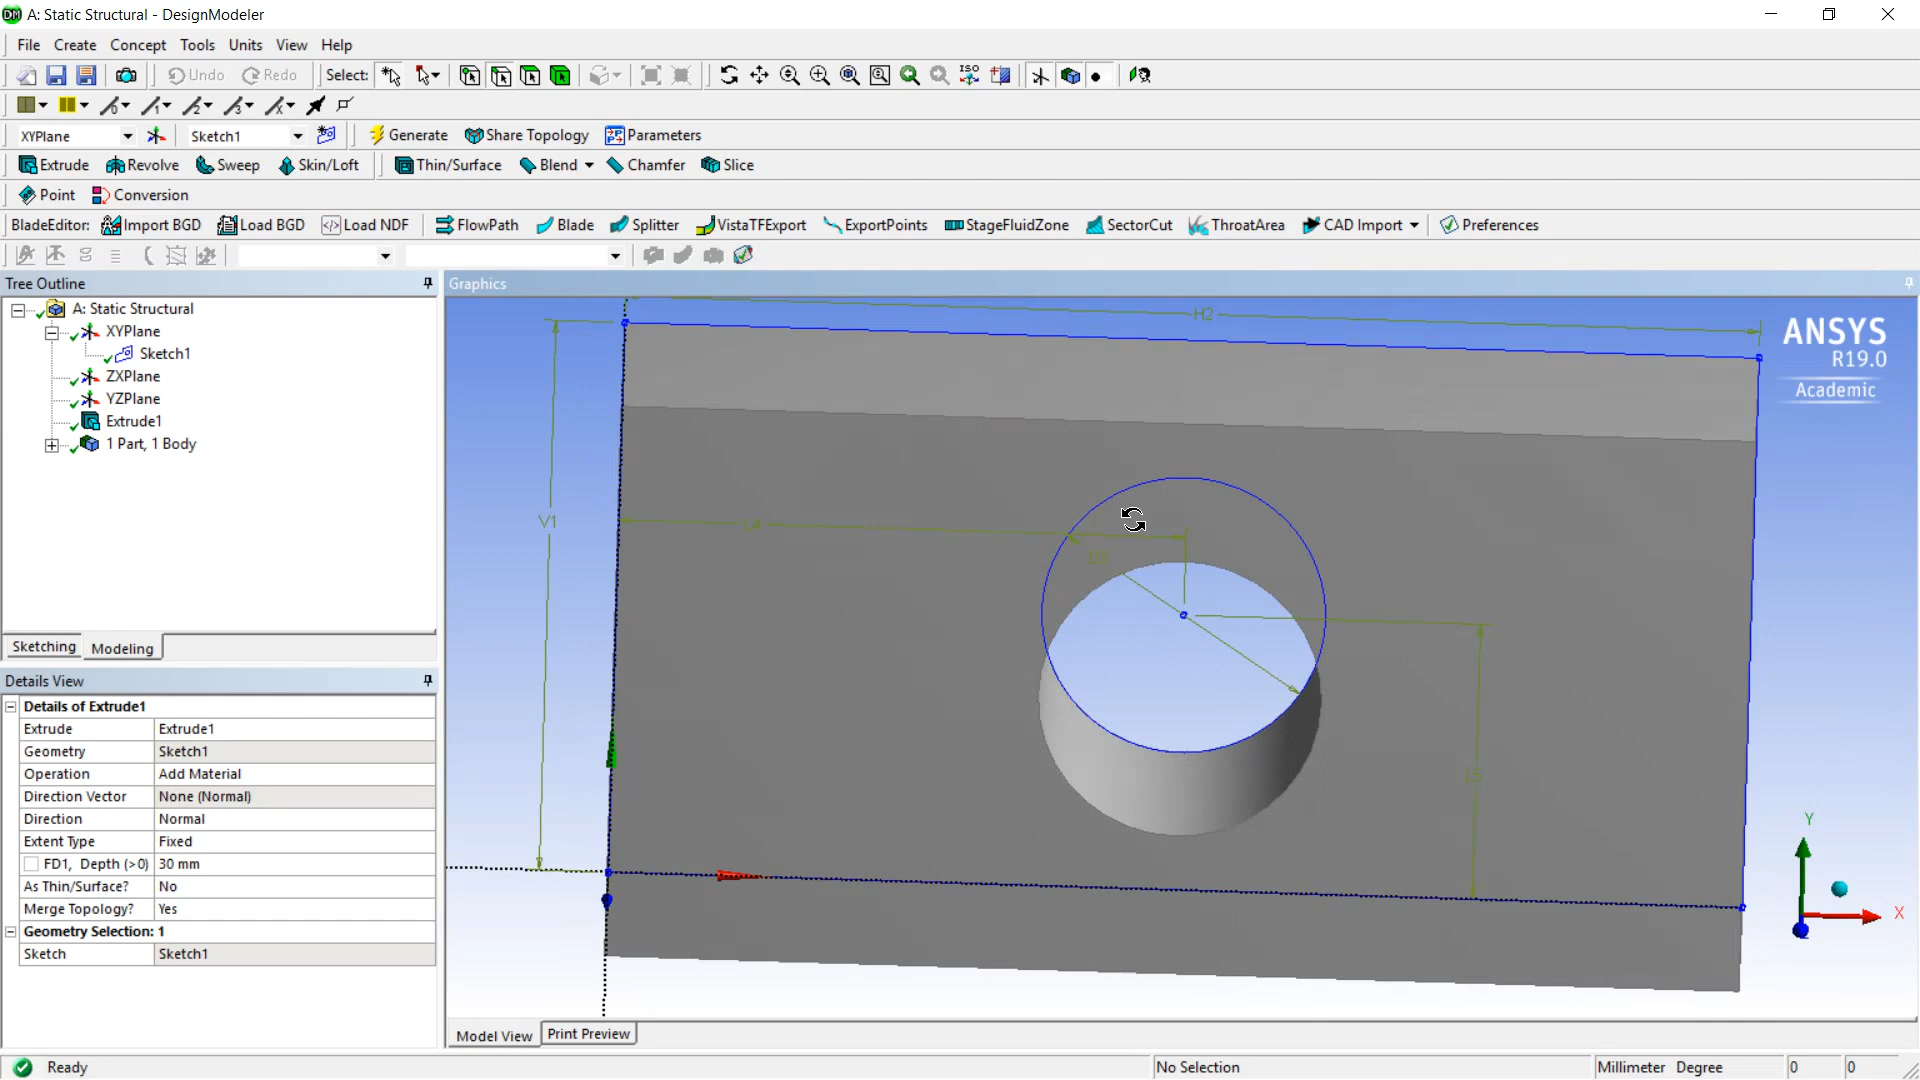 A: Static Structural - DesignModeler
File Create Concept Tools Units View Help
Undo Redo Select: ISO
XYPlane Sketch1 Generate Share Topology Parameters
Extrude Revolve Sweep Skin/Loft Thin/Surface Blend Chamfer Slice
Point Conversion
BladeEditor: Import BGD Load BGD Load NDF FlowPath Blade Splitter VistaTFExport ExportPoints StageFluidZone SectorCut ThroatArea CAD Import Preferences
Tree Outline
A: Static Structural
XYPlane
Sketch1
ZXPlane
YZPlane
Extrude1
1 Part, 1 Body
Sketching Modeling
Details View
Details of Extrude1
Extrude Extrude1
Geometry Sketch1
Operation Add Material
Direction Vector None (Normal)
Direction Normal
Extent Type Fixed
FD1, Depth (>0) 30 mm
As Thin/Surface? No
Merge Topology? Yes
Geometry Selection: 1
Sketch Sketch1
Graphics
H2
ANSYS
R19.0
Academic
V1
L4
L5
Y
X
Model View Print Preview
Ready No Selection Millimeter Degree 0 0